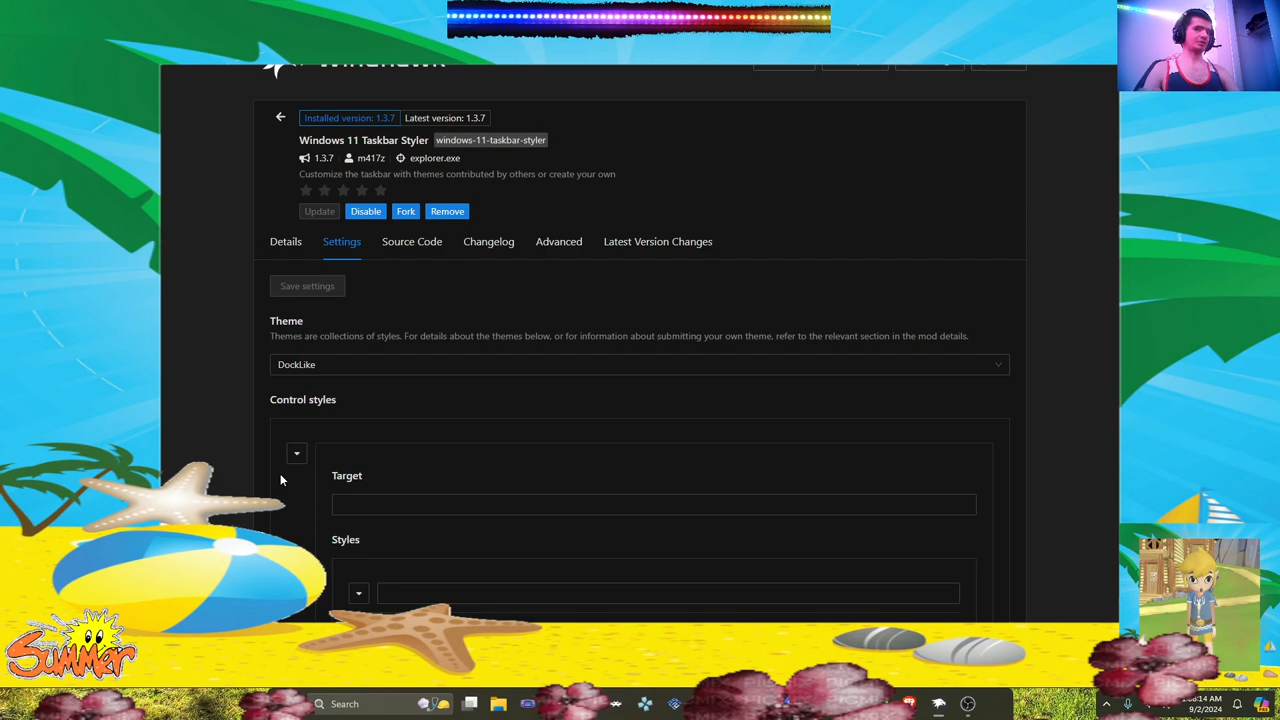 Installed version: 1.3.7 Latest version: 1.3.7
Windows 11 Taskbar Styler windows-11-taskbar-styler
1.3.7 m417z explorer.exe
Customize the taskbar with themes contributed by others or create your own
Update Disable Fork Remove
Details Settings Source Code Changelog Advanced Latest Version Changes
Save settings
Theme
Themes are collections of styles. For details about the themes below, or for information about submitting your own theme, refer to the relevant section in the mod details.
DockLike
Control styles
Target
Styles
Summer
Search
14 AM
9/2/2024